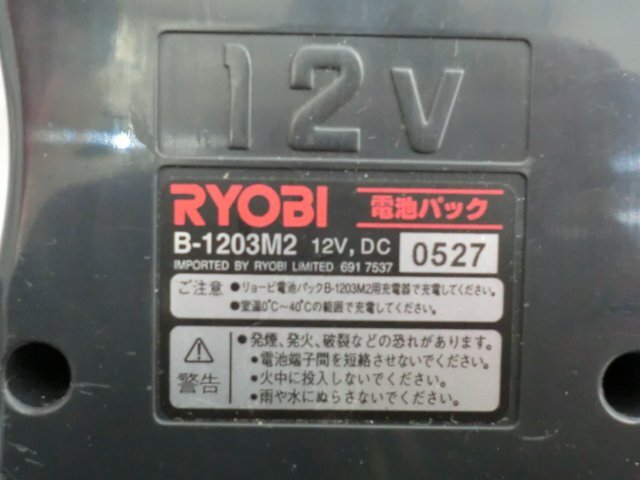 12V
RYOBI 電池パック
B-1203M2 12V, DC 0527
IMPORTED BY RYOBI LIMITED 691 7537
ご注意 ●リョービ電池パックB-1203M2用充電器で充電してください。
●室温0°C〜40°Cの範囲で充電してください。
警告 ●発煙、発火、破裂などの恐れがあります。
●電池端子間を短絡させないでください。
●火中に投入しないでください。
●雨や水にぬらさないでください。